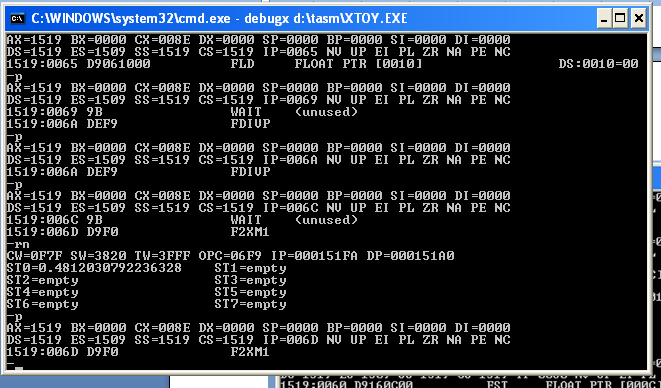 C:\WINDOWS\system32\cmd.exe - debugx d:\tasm\XTOY.EXE
AX=1519 BX=0000 CX=008E DX=0000 SP=0000 BP=0000 SI=0000 DI=0000
DS=1519 ES=1509 SS=1519 CS=1519 IP=0065 NV UP EI PL ZR NA PE NC
1519:0065 D9061000 FLD FLOAT PTR [0010] DS:0010=00
-p
AX=1519 BX=0000 CX=008E DX=0000 SP=0000 BP=0000 SI=0000 DI=0000
DS=1519 ES=1509 SS=1519 CS=1519 IP=0069 NV UP EI PL ZR NA PE NC
1519:0069 9B WAIT (unused)
1519:006A DEF9 FDIVP
-p
AX=1519 BX=0000 CX=008E DX=0000 SP=0000 BP=0000 SI=0000 DI=0000
DS=1519 ES=1509 SS=1519 CS=1519 IP=006A NV UP EI PL ZR NA PE NC
1519:006A DEF9 FDIVP
-p
AX=1519 BX=0000 CX=008E DX=0000 SP=0000 BP=0000 SI=0000 DI=0000
DS=1519 ES=1509 SS=1519 CS=1519 IP=006C NV UP EI PL ZR NA PE NC
1519:006C 9B WAIT (unused)
1519:006D D9F0 F2XM1
-rn
CW=0F7F SW=3820 TW=3FFF OPC=06F9 IP=000151FA DP=000151A0
ST0=0.4812030792236328 ST1=empty
ST2=empty ST3=empty
ST4=empty ST5=empty
ST6=empty ST7=empty
-p
AX=1519 BX=0000 CX=008E DX=0000 SP=0000 BP=0000 SI=0000 DI=0000
DS=1519 ES=1509 SS=1519 CS=1519 IP=006D NV UP EI PL ZR NA PE NC
1519:006D D9F0 F2XM1
-
1519:0060 D9160C00 FST FLOAT PTR [000C